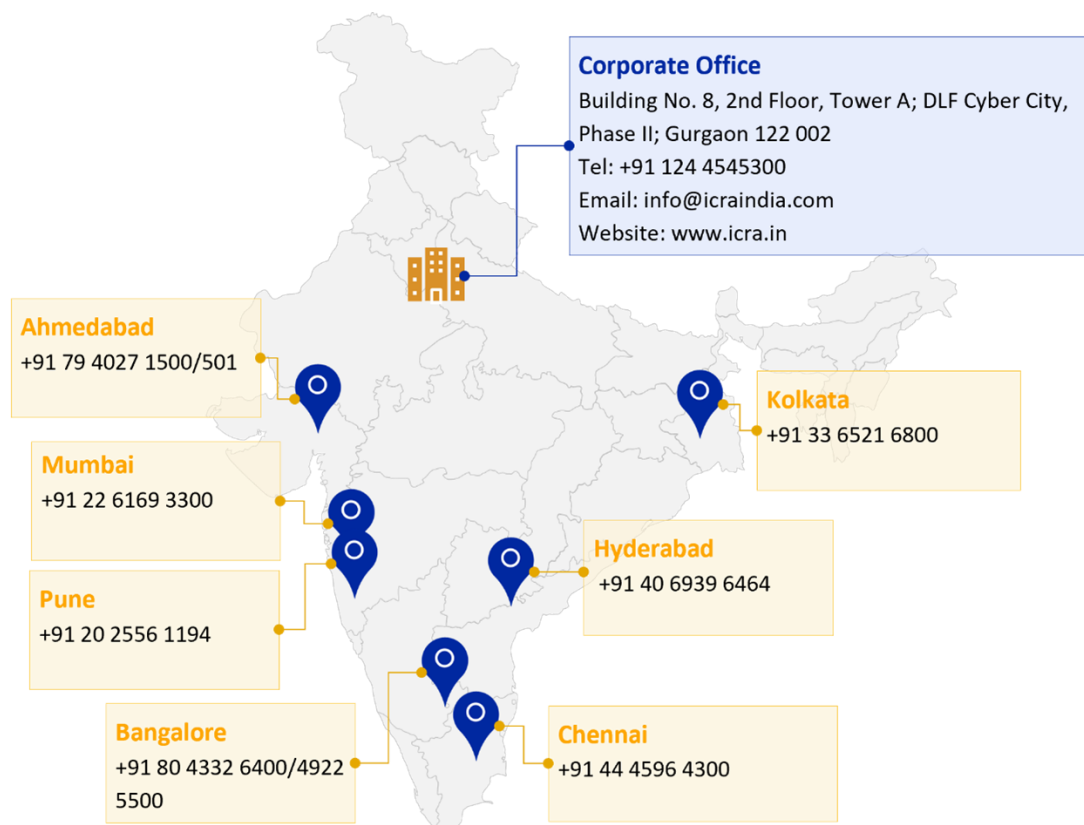 Corporate Office
Building No. 8, 2nd Floor, Tower A; DLF Cyber City,
Phase II; Gurgaon 122 002
Tel: +91 124 4545300
Email: info@icraindia.com
Website: www.icra.in
Ahmedabad
+91 79 4027 1500/501
Kolkata
+91 33 6521 6800
Mumbai
+91 22 6169 3300
Hyderabad
+91 40 6939 6464
Pune
+91 20 2556 1194
Bangalore
+91 80 4332 6400/4922
5500
Chennai
+91 44 4596 4300